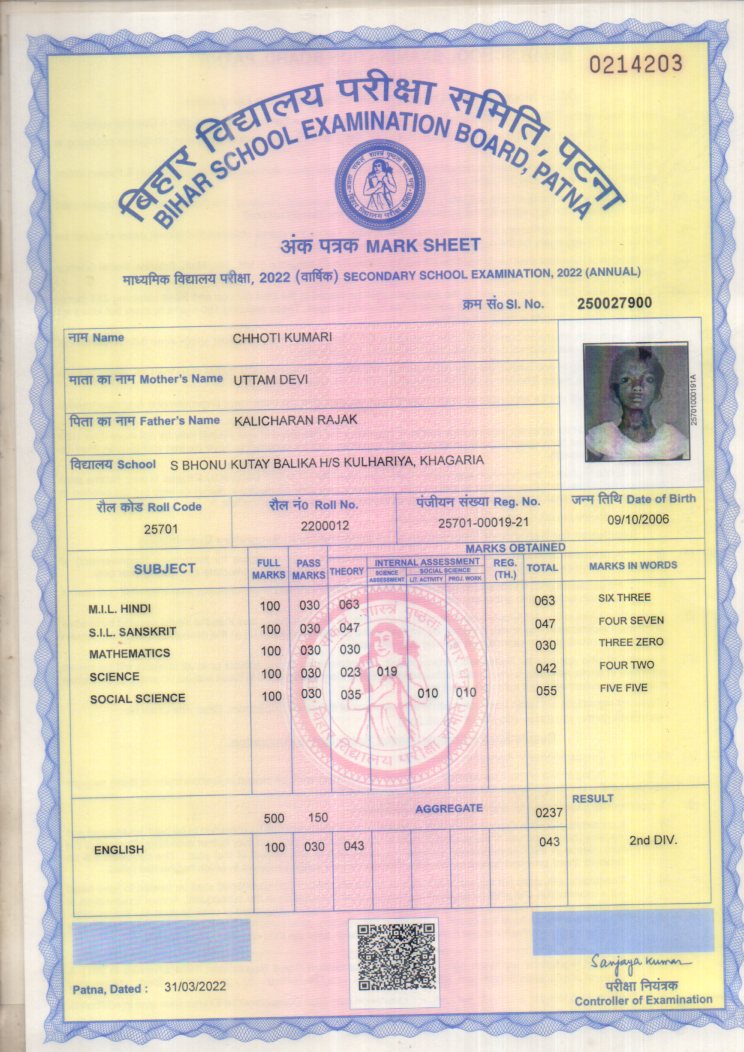 0214203
बिहार विद्यालय परीक्षा समिति, पटना
BIHAR SCHOOL EXAMINATION BOARD, PATNA
अंक पत्रक MARK SHEET
माध्यमिक विद्यालय परीक्षा, 2022 (वार्षिक) SECONDARY SCHOOL EXAMINATION, 2022 (ANNUAL)
क्रम सं० Sl. No. 250027900
नाम Name CHHOTI KUMARI
माता का नाम Mother's Name UTTAM DEVI
पिता का नाम Father's Name KALICHARAN RAJAK
विद्यालय School S BHONU KUTAY BALIKA H/S KULHARIYA, KHAGARIA
25701000191A
रौल कोड Roll Code रौल नं० Roll No. पंजीयन संख्या Reg. No. जन्म तिथि Date of Birth
25701 2200012 25701-00019-21 09/10/2006
MARKS OBTAINED
SUBJECT FULL MARKS PASS MARKS THEORY INTERNAL ASSESSMENT REG. (TH.) TOTAL MARKS IN WORDS
SCIENCE ASSESSMENT SOCIAL SCIENCE LIT. ACTIVITY PROJ. WORK
M.I.L. HINDI 100 030 063 063 SIX THREE
S.I.L. SANSKRIT 100 030 047 047 FOUR SEVEN
MATHEMATICS 100 030 030 030 THREE ZERO
SCIENCE 100 030 023 019 042 FOUR TWO
SOCIAL SCIENCE 100 030 035 010 010 055 FIVE FIVE
500 150 AGGREGATE 0237 RESULT
ENGLISH 100 030 043 043 2nd DIV.
Patna, Dated : 31/03/2022
Sanjaya Kumar
परीक्षा नियंत्रक
Controller of Examination